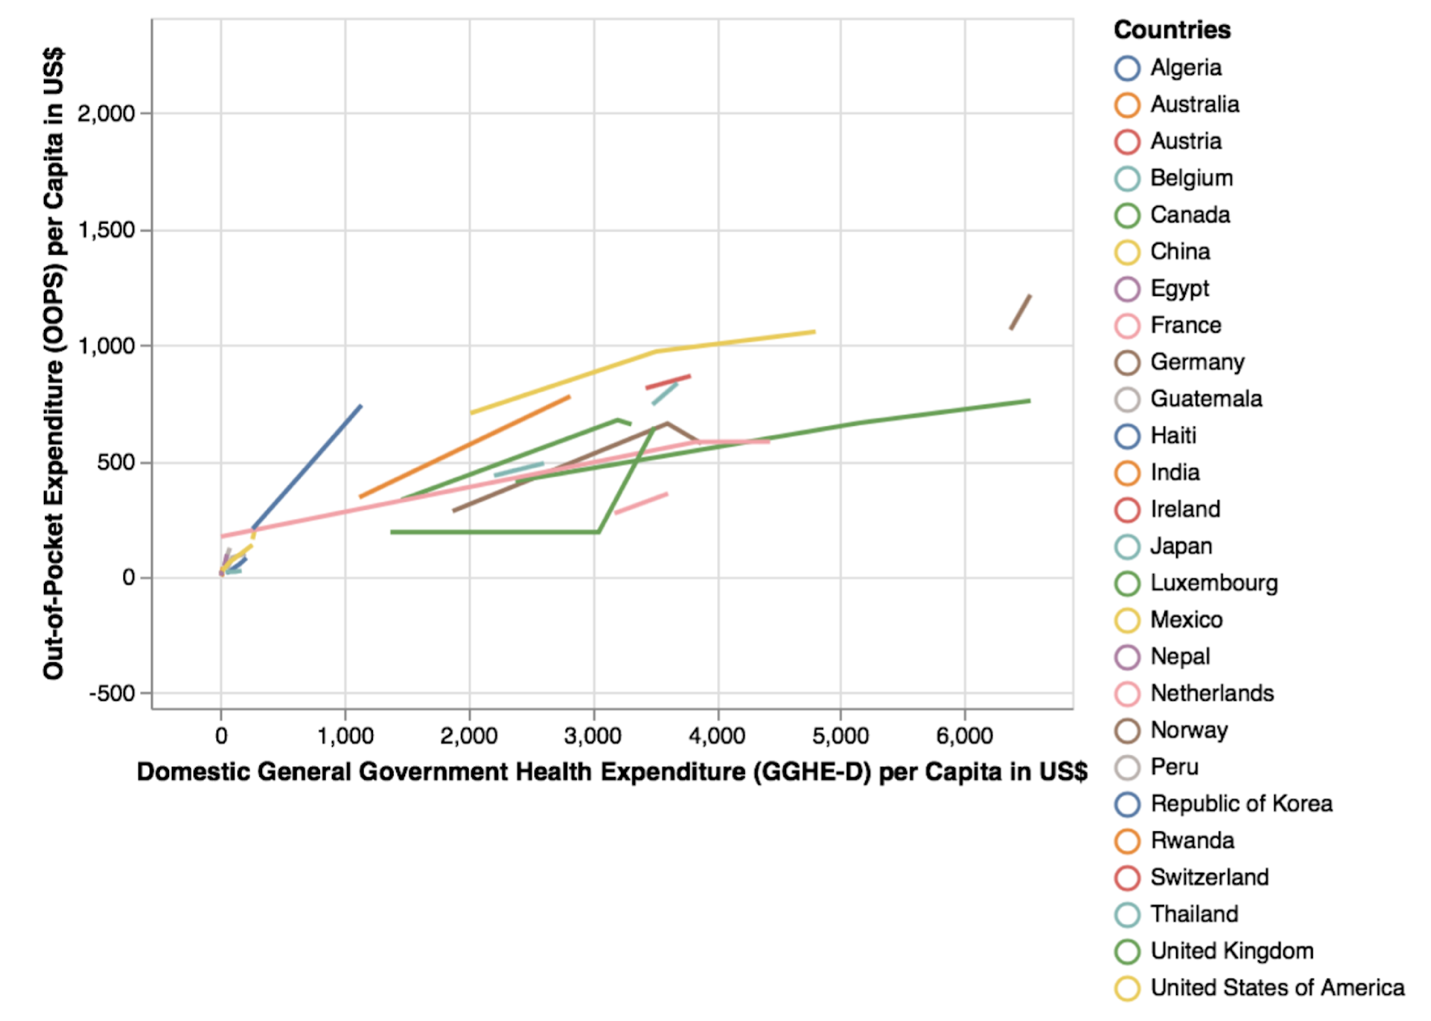 Out-of-Pocket Expenditure (OOPS) per Capita in US$
2,000
1,500
1,000
500
0
-500
0
1,000
2,000
3,000
4,000
5,000
6,000
Domestic General Government Health Expenditure (GGHE-D) per Capita in US$
Countries
Algeria
Australia
Austria
Belgium
Canada
China
Egypt
France
Germany
Guatemala
Haiti
India
Ireland
Japan
Luxembourg
Mexico
Nepal
Netherlands
Norway
Peru
Republic of Korea
Rwanda
Switzerland
Thailand
United Kingdom
United States of America